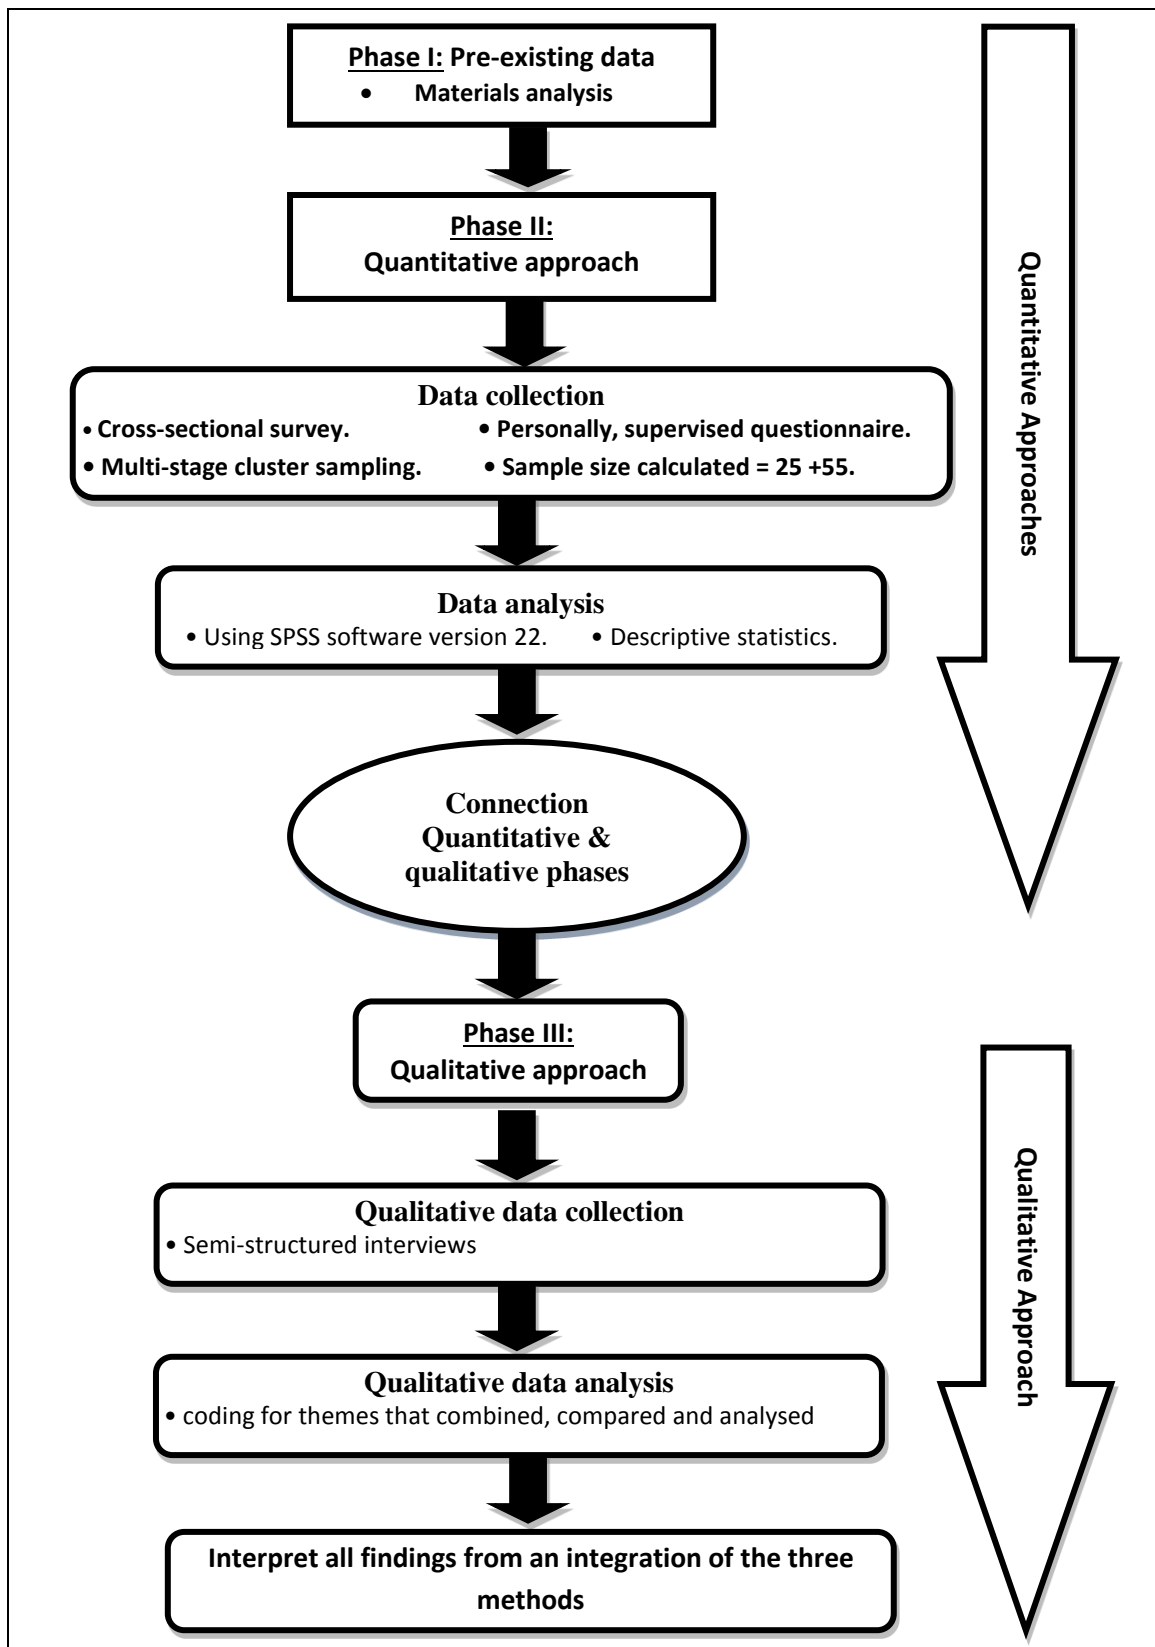 Phase I: Pre-existing data
• Materials analysis
Phase II:
Quantitative approach
Data collection
• Cross-sectional survey. • Personally, supervised questionnaire.
• Multi-stage cluster sampling. • Sample size calculated = 25 +55.
Data analysis
• Using SPSS software version 22. • Descriptive statistics.
Connection
Quantitative &
qualitative phases
Quantitative Approaches
Phase III:
Qualitative approach
Qualitative data collection
• Semi-structured interviews
Qualitative data analysis
• coding for themes that combined, compared and analysed
Interpret all findings from an integration of the three
methods
Qualitative Approach